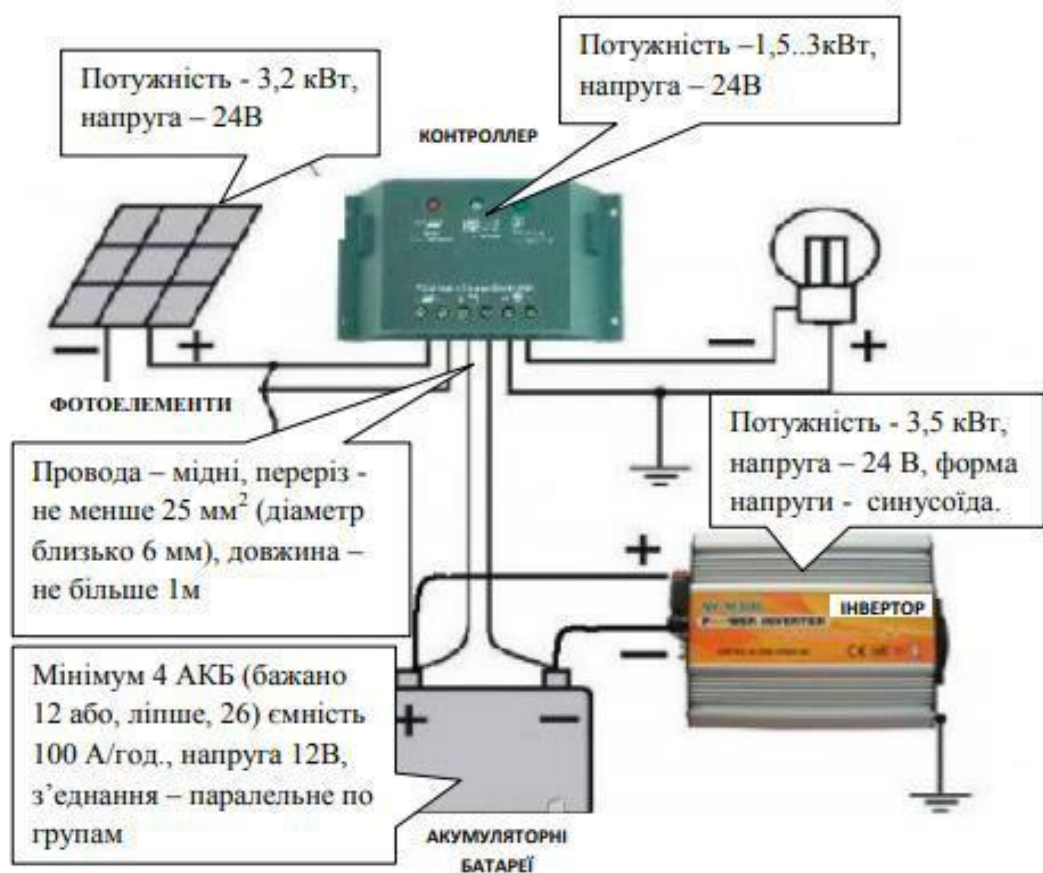 Потужність - 3,2 кВт,
напруга – 24В
Потужність –1,5..3кВт,
напруга – 24В
КОНТРОЛЛЕР
ФОТОЕЛЕМЕНТИ
Провода – мідні, переріз -
не менше 25 мм² (діаметр
близько 6 мм), довжина –
не більше 1м
Потужність - 3,5 кВт,
напруга – 24 В, форма
напруги - синусоїда.
ІНВЕРТОР
INVERTER
Мінімум 4 АКБ (бажано
12 або, ліпше, 26) ємність
100 А/год., напруга 12В,
з’єднання – паралельне по
групам
АКУМУЛЯТОРНІ
БАТАРЕЇ